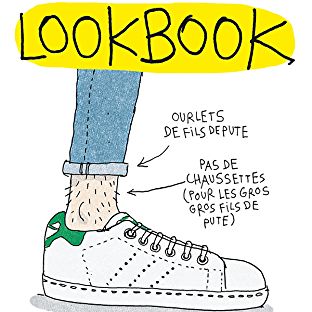 LOOKBOOK
OURLETS
DE FILS DE PUTE
PAS DE
CHAUSSETTES
(POUR LES GROS
GROS FILS DE
PUTE)